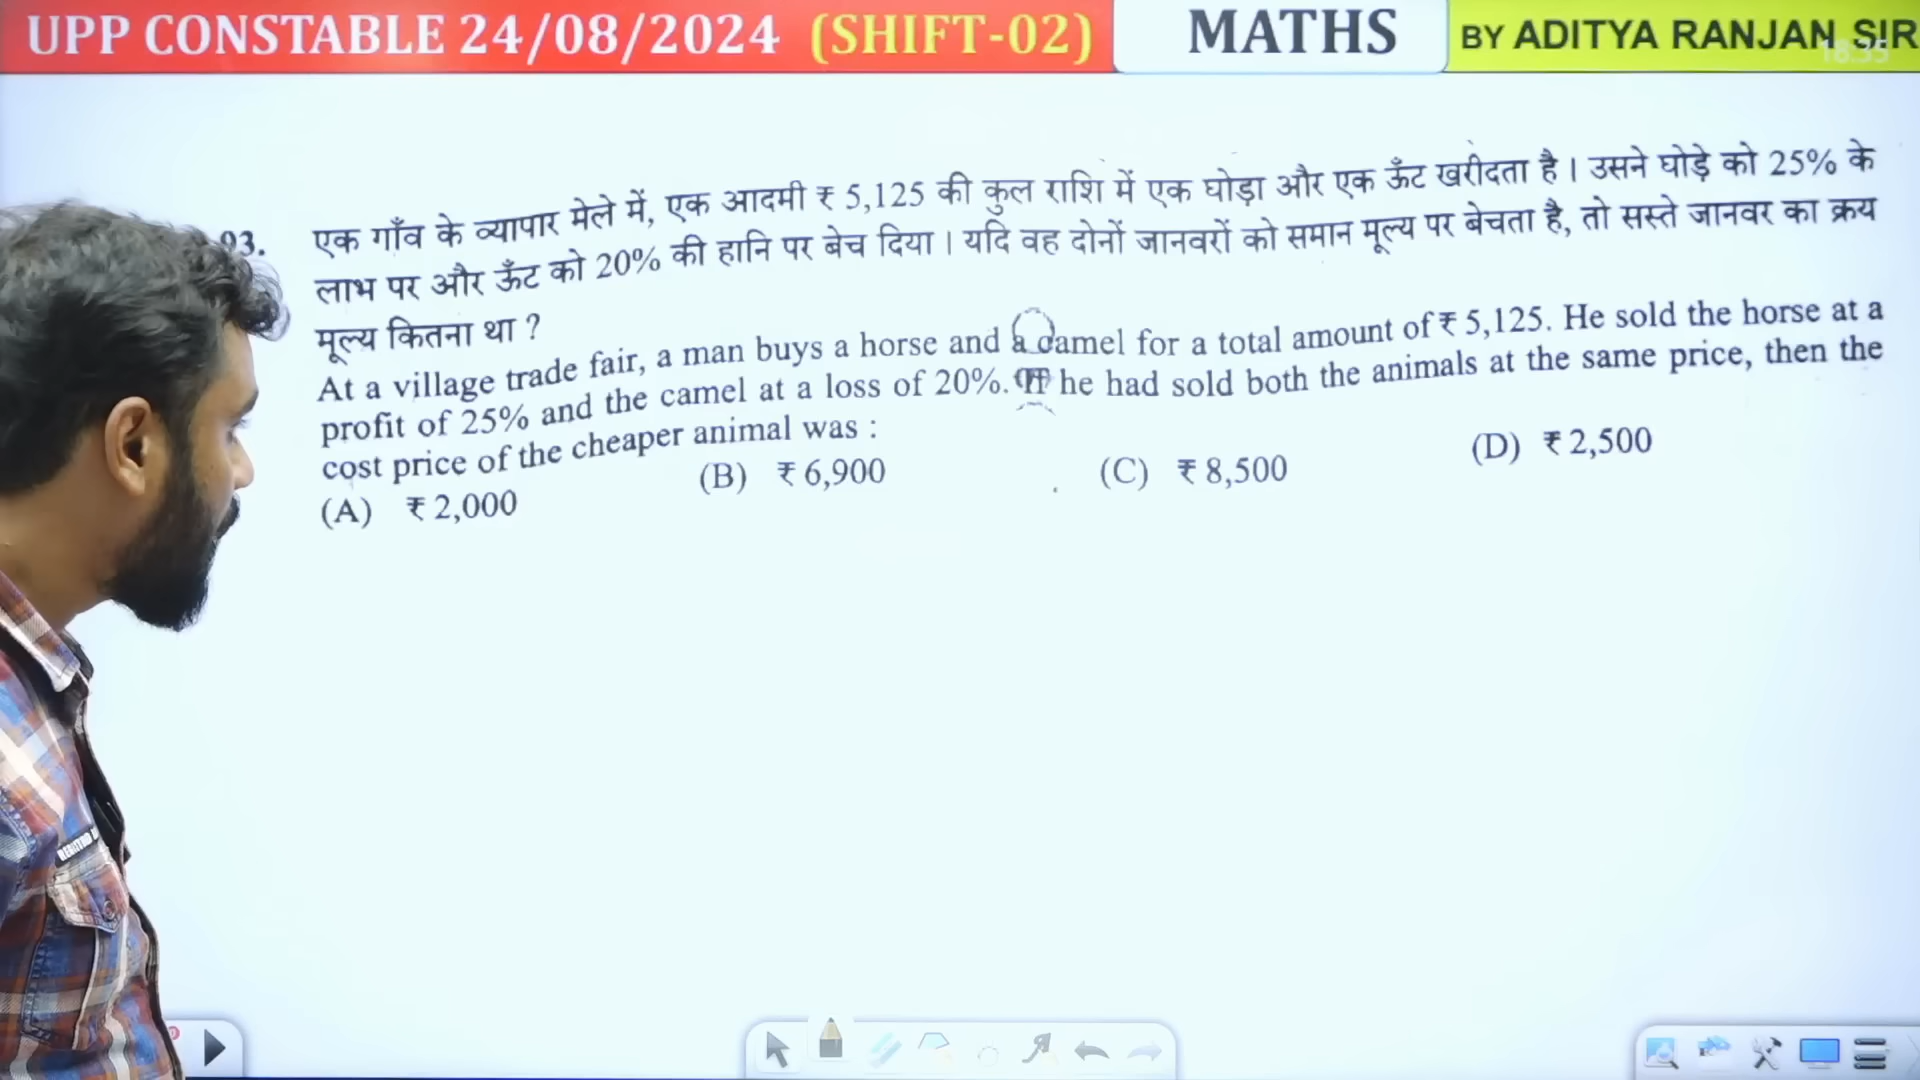 UPP CONSTABLE 24/08/2024 (SHIFT-02) MATHS BY ADITYA RANJAN SIR
18:35
93. एक गाँव के व्यापार मेले में, एक आदमी ₹ 5,125 की कुल राशि में एक घोड़ा और एक ऊँट खरीदता है । उसने घोड़े को 25% के
लाभ पर और ऊँट को 20% की हानि पर बेच दिया । यदि वह दोनों जानवरों को समान मूल्य पर बेचता है, तो सस्ते जानवर का क्रय
मूल्य कितना था ?
At a village trade fair, a man buys a horse and a camel for a total amount of ₹ 5,125. He sold the horse at a
profit of 25% and the camel at a loss of 20%. If he had sold both the animals at the same price, then the
cost price of the cheaper animal was :
(A) ₹ 2,000 (B) ₹ 6,900 (C) ₹ 8,500 (D) ₹ 2,500